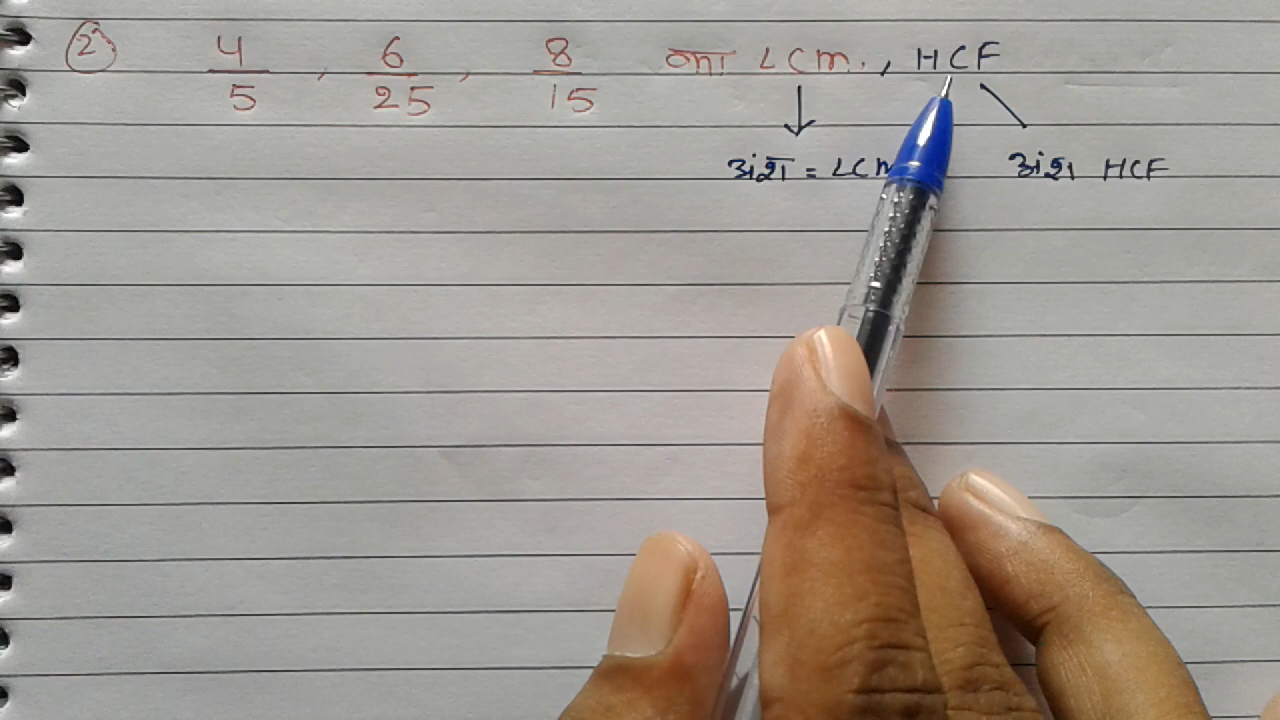 ② 4/5 , 6/25 , 8/15 का LCM. , HCF
अंश = LCM अंश HCF